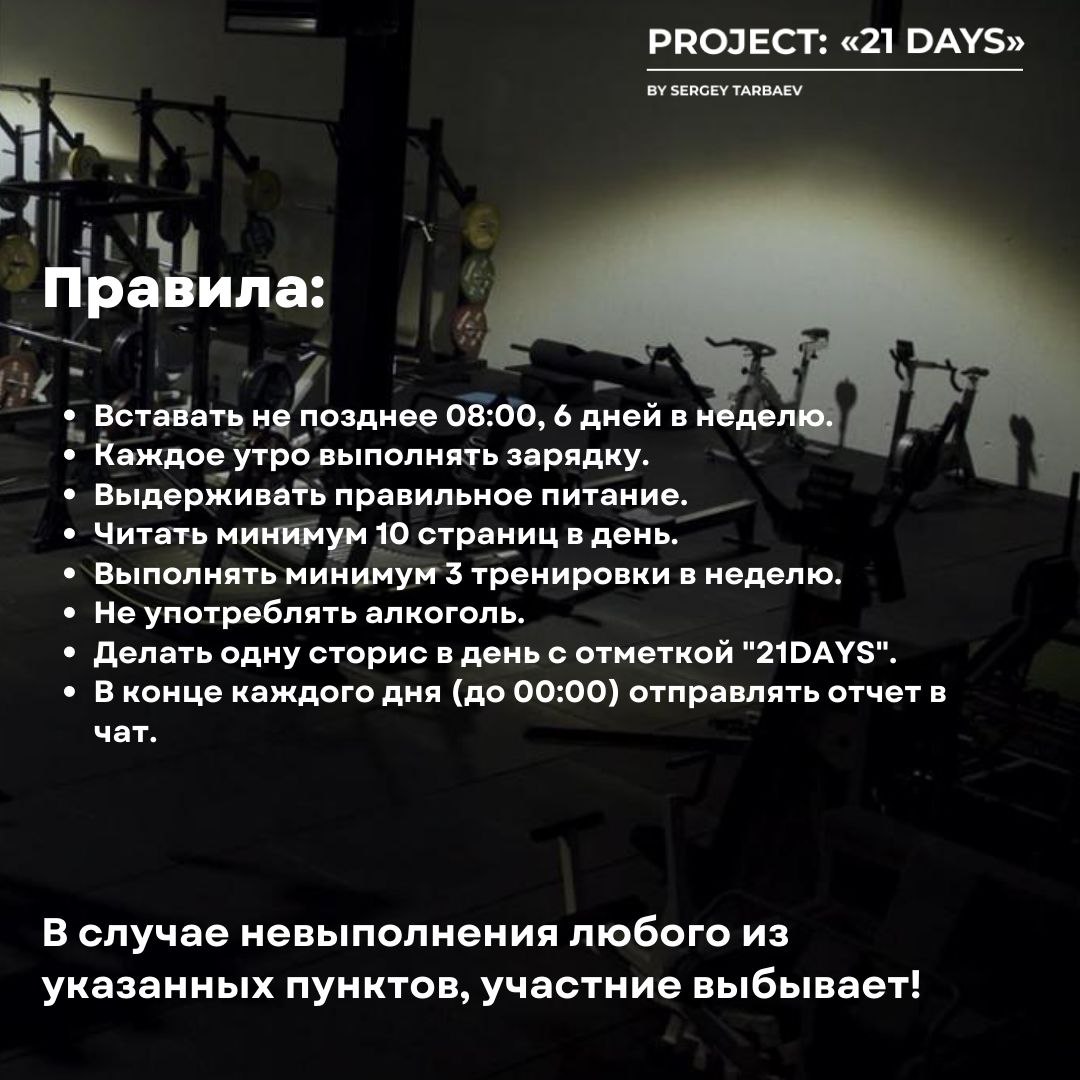 PROJECT: «21 DAYS»
BY SERGEY TARBAEV
Правила:
• Вставать не позднее 08:00, 6 дней в неделю.
• Каждое утро выполнять зарядку.
• Выдерживать правильное питание.
• Читать минимум 10 страниц в день.
• Выполнять минимум 3 тренировки в неделю.
• Не употреблять алкоголь.
• Делать одну сторис в день с отметкой "21DAYS".
• В конце каждого дня (до 00:00) отправлять отчет в
чат.
В случае невыполнения любого из
указанных пунктов, участние выбывает!